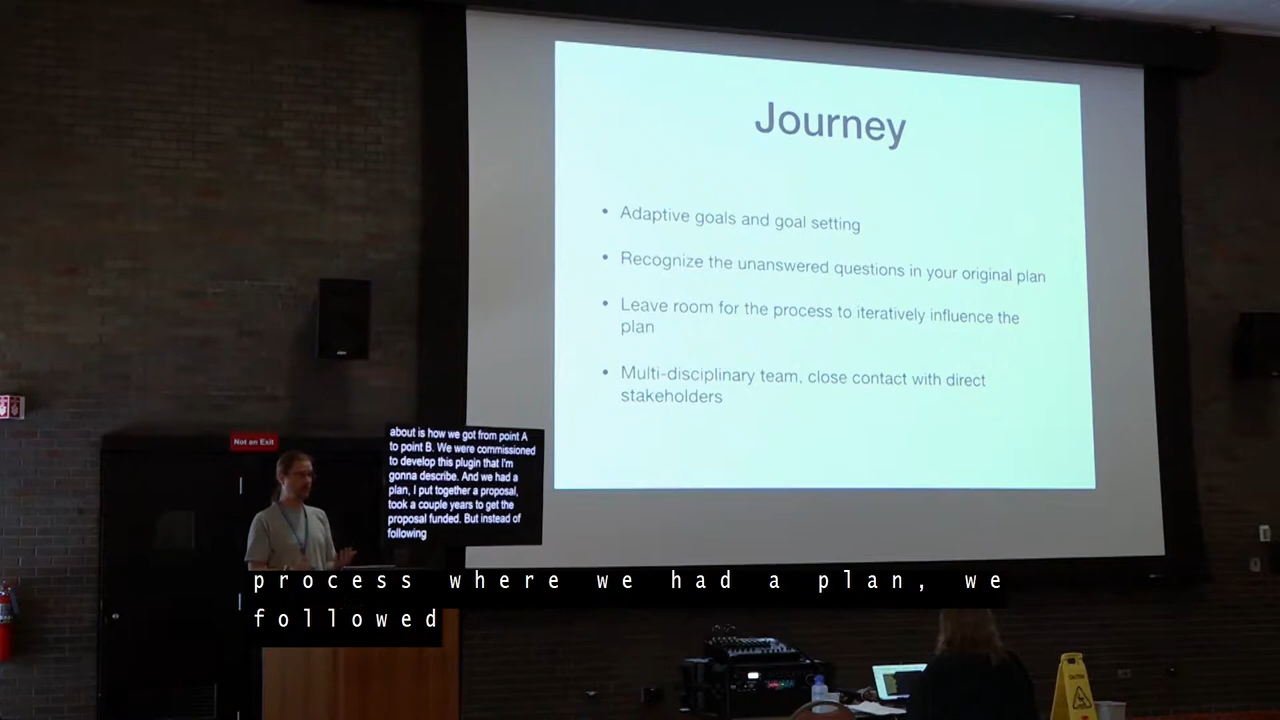 Journey
• Adaptive goals and goal setting
• Recognize the unanswered questions in your original plan
• Leave room for the process to iteratively influence the
plan
• Multi-disciplinary team, close contact with direct
stakeholders
Not an Exit
about is how we got from point A
to point B. We were commissioned
to develop this plugin that I'm
gonna describe. And we had a
plan, I put together a proposal,
took a couple years to get the
proposal funded. But instead of
following
process where we had a plan, we
followed
CAUTION